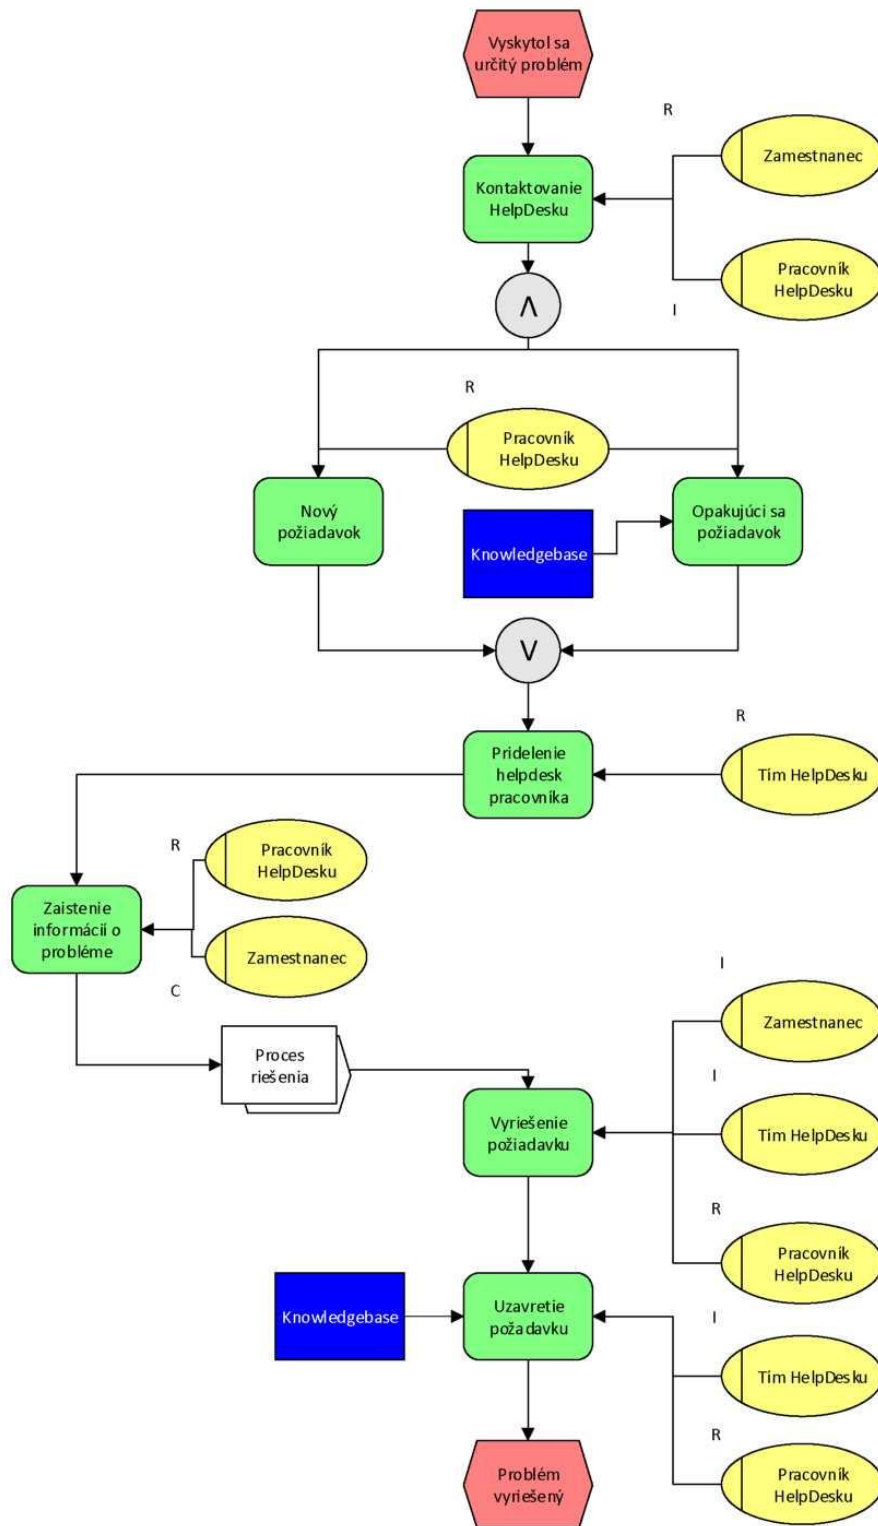 Vyskytol sa
určitý problém
R
Zamestnanec
Kontaktovanie
HelpDesku
Pracovník
HelpDesku
I
Λ
R
Pracovník
HelpDesku
Nový
požiadavok
Knowledgebase
Opakujúci sa
požiadavok
V
R
Pridelenie
helpdesk
pracovníka
Tím HelpDesku
R
Pracovník
HelpDesku
Zaistenie
informácií o
probléme
Zamestnanec
C
I
Zamestnanec
Proces
riešenia
I
Vyriešenie
požiadavku
Tím HelpDesku
R
Pracovník
HelpDesku
Knowledgebase
Uzavretie
požadavku
I
Tím HelpDesku
R
Problém
vyriešený
Pracovník
HelpDesku